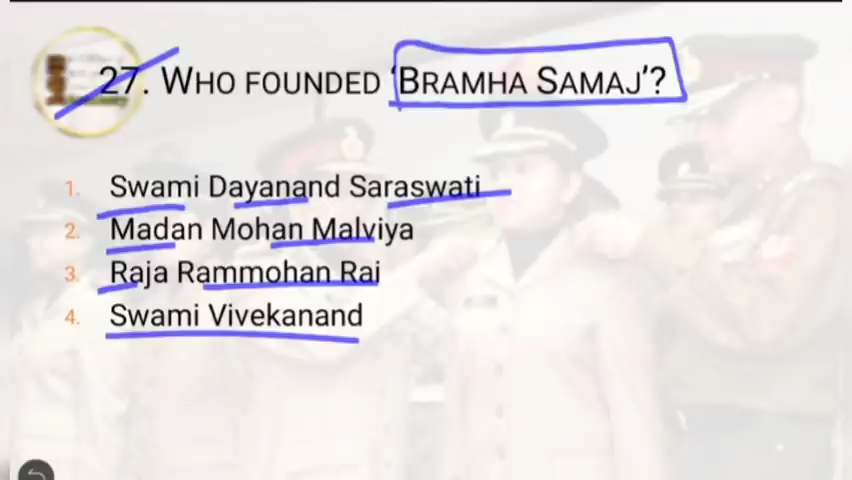 27. WHO FOUNDED 'BRAMHA SAMAJ'?
1. Swami Dayanand Saraswati
2. Madan Mohan Malviya
3. Raja Rammohan Rai
4. Swami Vivekanand